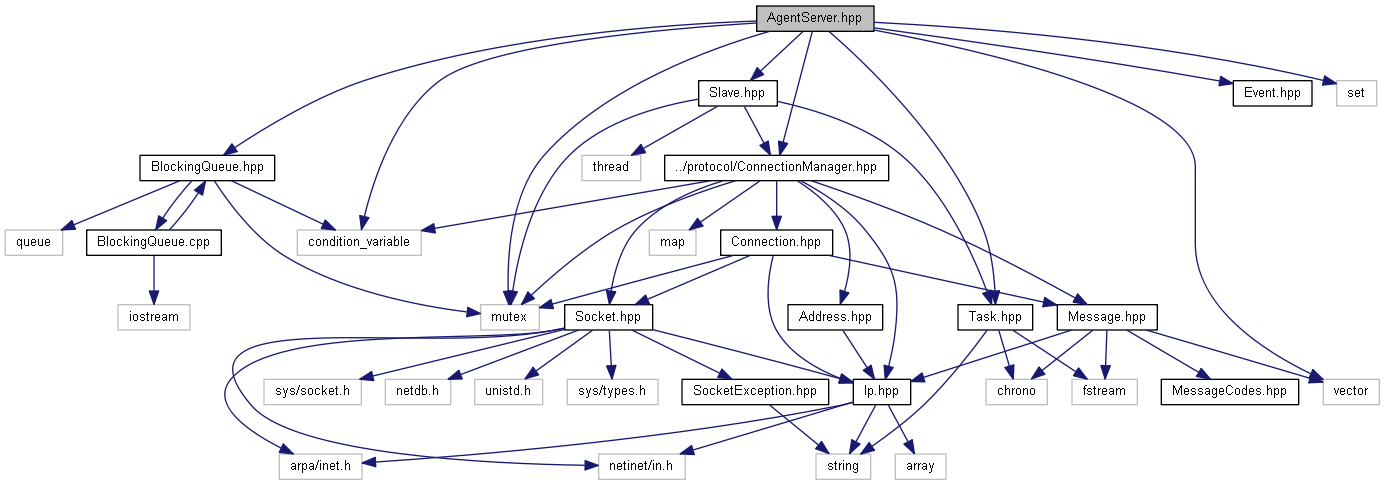 AgentServer.hpp
Slave.hpp
Event.hpp
set
BlockingQueue.hpp
thread
../protocol/ConnectionManager.hpp
queue
BlockingQueue.cpp
condition_variable
map
Connection.hpp
iostream
mutex
Socket.hpp
Address.hpp
Task.hpp
Message.hpp
sys/socket.h
netdb.h
unistd.h
sys/types.h
SocketException.hpp
Ip.hpp
chrono
fstream
MessageCodes.hpp
vector
arpa/inet.h
netinet/in.h
string
array